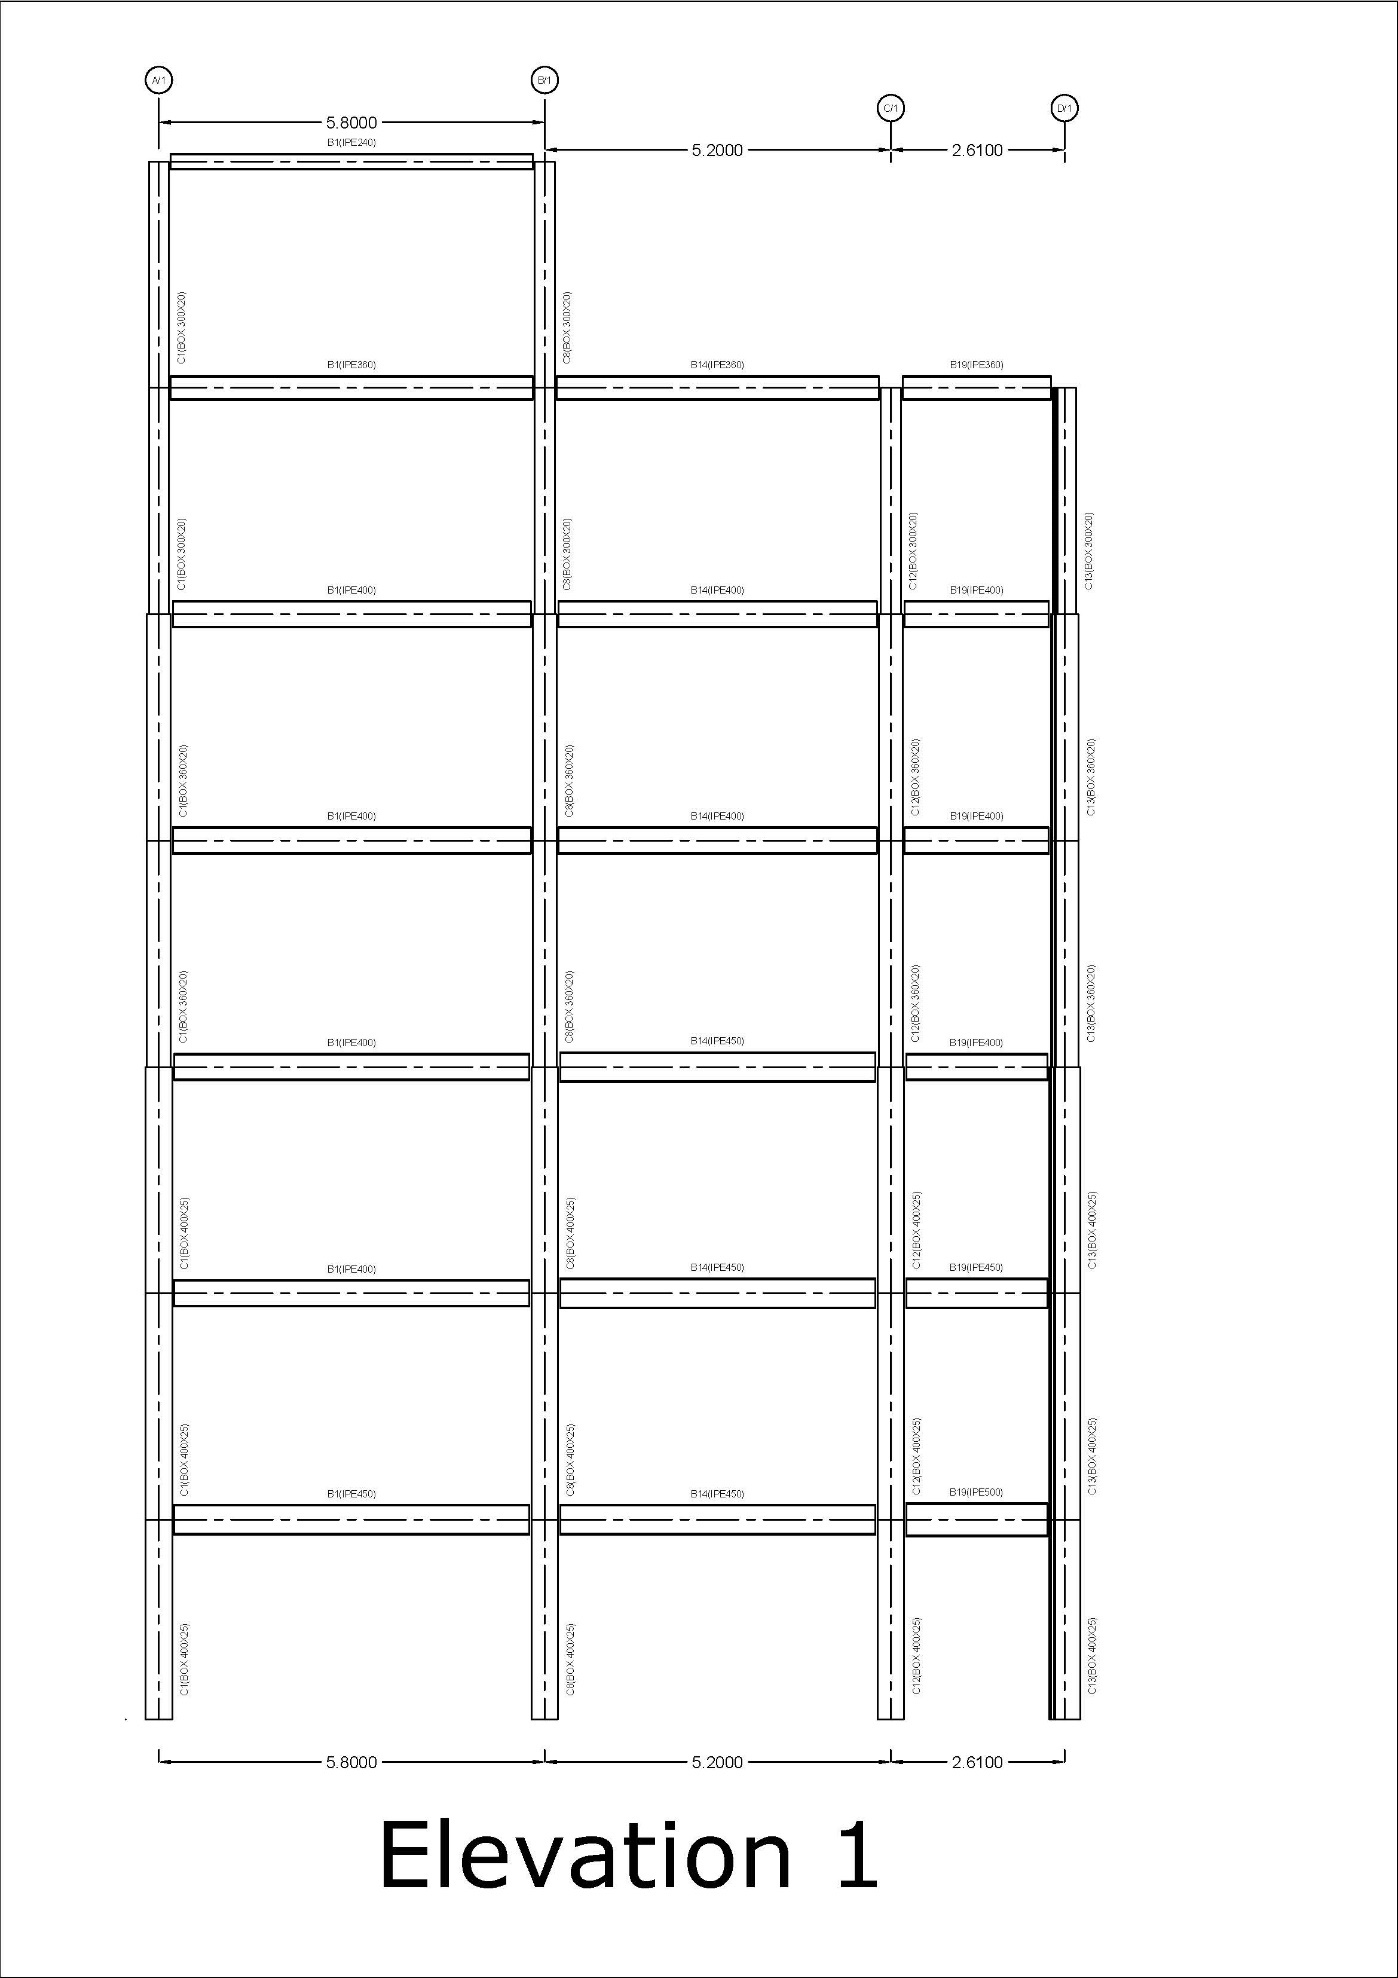 A/1
B/1
C/1
D/1
5.8000
5.2000
2.6100
B1(IPE240)
C1(BOX 300X20)
C8(BOX 300X20)
B1(IPE360)
B14(IPE360)
B19(IPE360)
C1(BOX 300X20)
C8(BOX 300X20)
C12(BOX 300X20)
C13(BOX 300X20)
B1(IPE400)
B14(IPE400)
B19(IPE400)
C1(BOX 360X20)
C8(BOX 360X20)
C12(BOX 360X20)
C13(BOX 360X20)
B1(IPE400)
B14(IPE400)
B19(IPE400)
C1(BOX 360X20)
C8(BOX 360X20)
C12(BOX 360X20)
C13(BOX 360X20)
B1(IPE400)
B14(IPE450)
B19(IPE400)
C1(BOX 400X25)
C8(BOX 400X25)
C12(BOX 400X25)
C13(BOX 400X25)
B1(IPE400)
B14(IPE450)
B19(IPE450)
C1(BOX 400X25)
C8(BOX 400X25)
C12(BOX 400X25)
C13(BOX 400X25)
B1(IPE450)
B14(IPE450)
B19(IPE500)
C1(BOX 400X25)
C8(BOX 400X25)
C12(BOX 400X25)
C13(BOX 400X25)
5.8000
5.2000
2.6100
Elevation 1